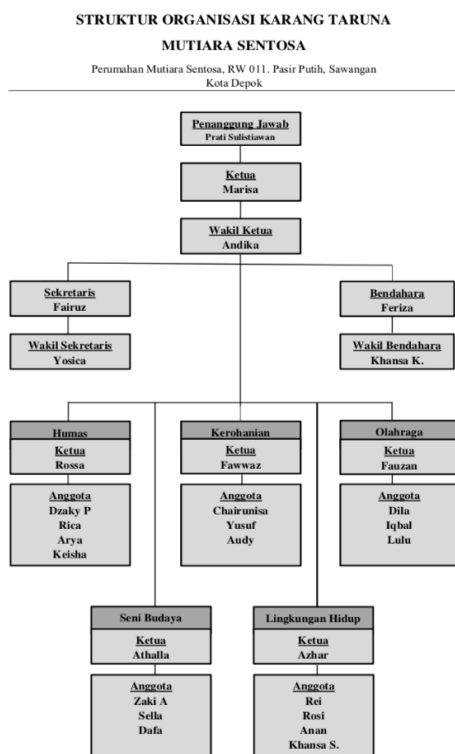 STRUKTUR ORGANISASI KARANG TARUNA
MUTIARA SENTOSA
Perumahan Mutiara Sentosa, RW 011. Pasir Putih, Sawangan
Kota Depok
Penanggung Jawab
Prati Sulistiawan
Ketua
Marisa
Wakil Ketua
Andika
Sekretaris
Fairuz
Wakil Sekretaris
Yosica
Bendahara
Feriza
Wakil Bendahara
Khansa K.
Humas
Ketua
Rossa
Anggota
Dzaky P
Rica
Arya
Keisha
Kerohanian
Ketua
Fawwaz
Anggota
Chairunisa
Yusuf
Audy
Olahraga
Ketua
Fauzan
Anggota
Dila
Iqbal
Lulu
Seni Budaya
Ketua
Athalla
Anggota
Zaki A
Sella
Dafa
Lingkungan Hidup
Ketua
Azhar
Anggota
Rei
Rosi
Anan
Khansa S.